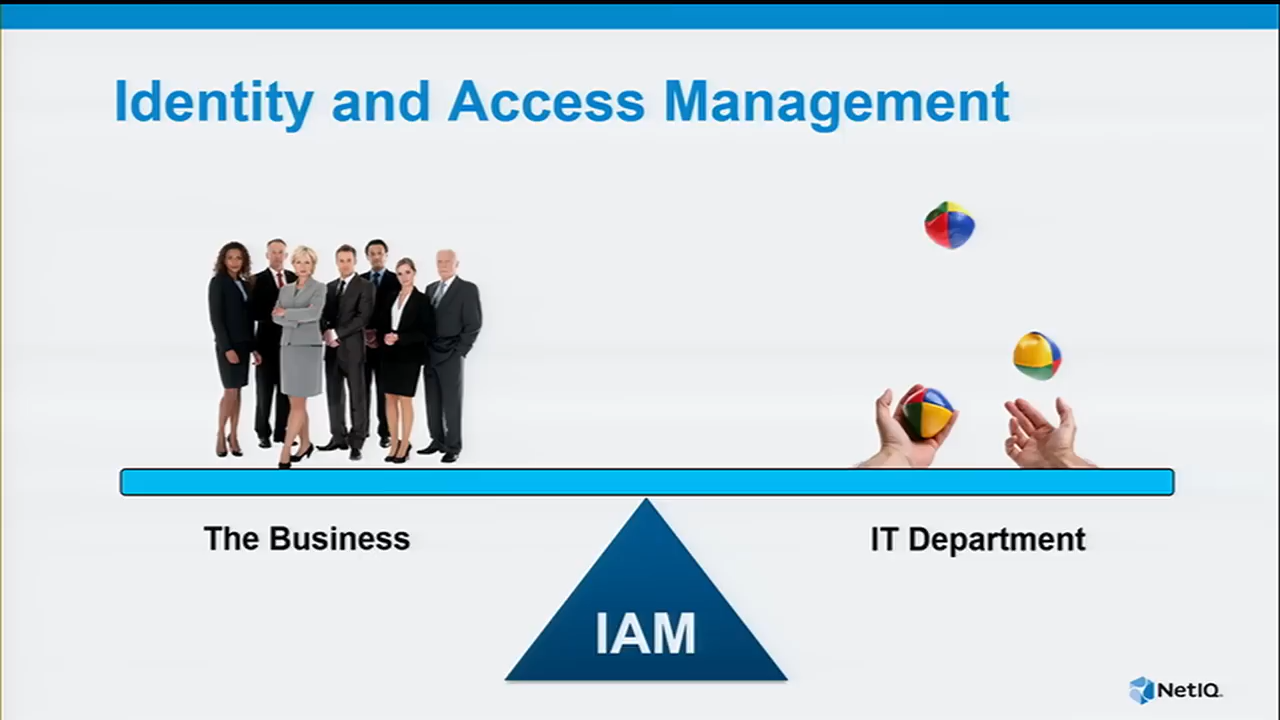 Identity and Access Management
The Business
IT Department
IAM
NetIQ